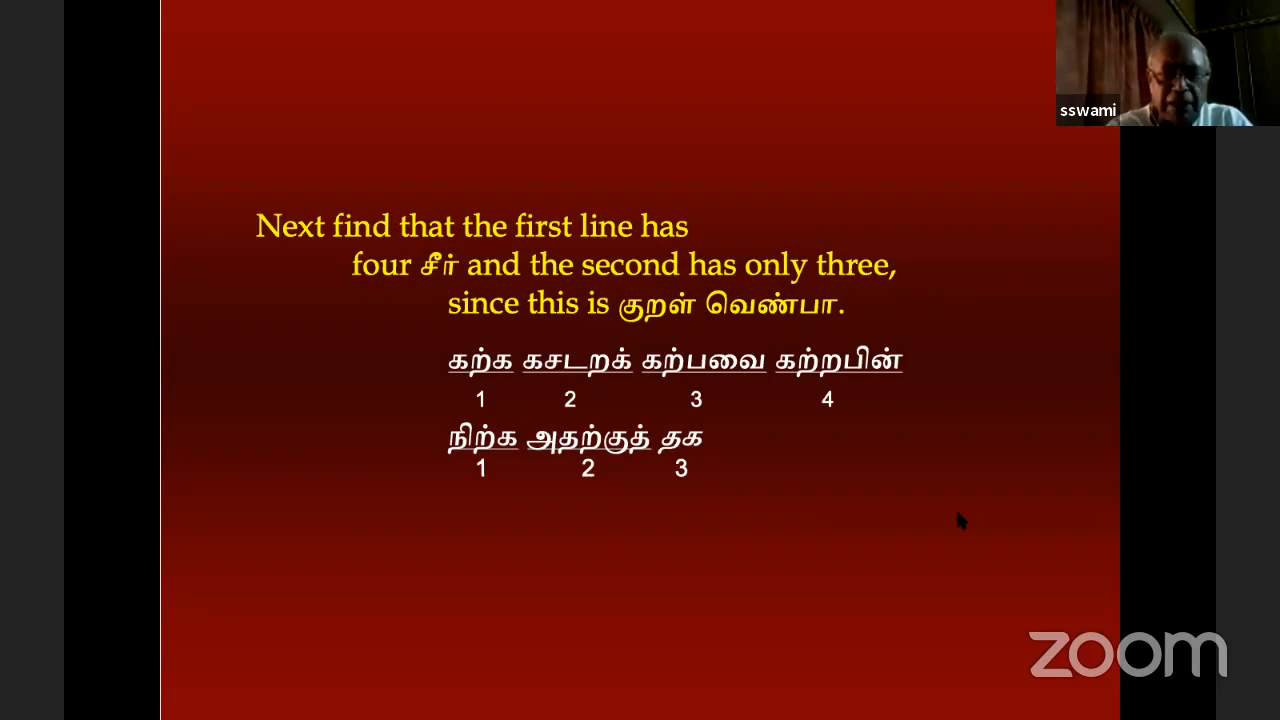 sswami
Next find that the first line has
four சீர் and the second has only three,
since this is குறள் வெண்பா.
கற்க கசடறக் கற்பவை கற்றபின்
1 2 3 4
நிற்க அதற்குத் தக
1 2 3
zoom